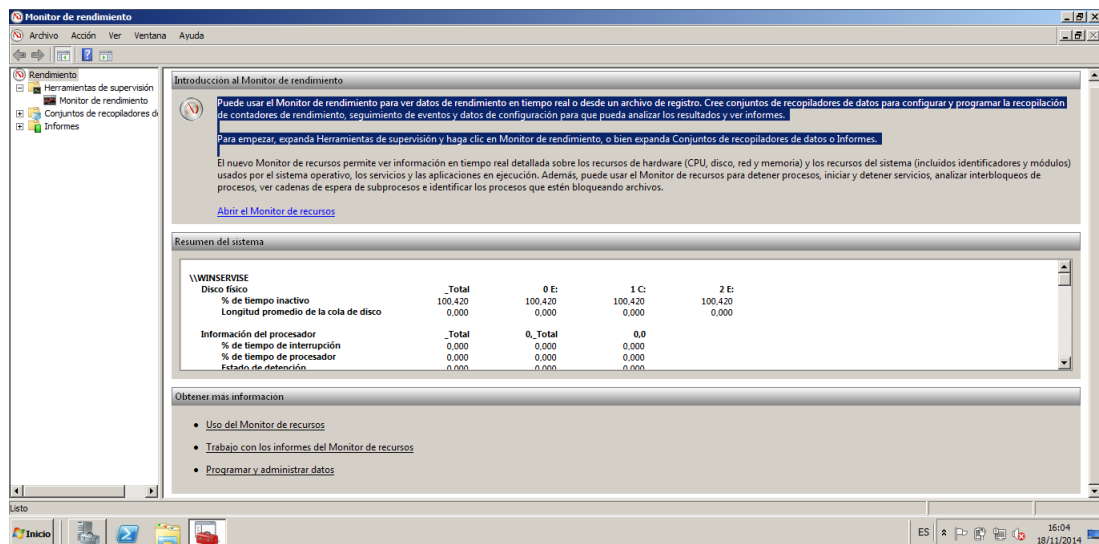 Monitor de rendimiento
Archivo Acción Ver Ventana Ayuda
Rendimiento
Herramientas de supervisión
Monitor de rendimiento
Conjuntos de recopiladores d
Informes
Introducción al Monitor de rendimiento
Puede usar el Monitor de rendimiento para ver datos de rendimiento en tiempo real o desde un archivo de registro. Cree conjuntos de recopiladores de datos para configurar y programar la recopilación
de contadores de rendimiento, seguimiento de eventos y datos de configuración para que pueda analizar los resultados y ver informes.
Para empezar, expanda Herramientas de supervisión y haga clic en Monitor de rendimiento, o bien expanda Conjuntos de recopiladores de datos o Informes.
El nuevo Monitor de recursos permite ver información en tiempo real detallada sobre los recursos de hardware (CPU, disco, red y memoria) y los recursos del sistema (incluidos identificadores y módulos)
usados por el sistema operativo, los servicios y las aplicaciones en ejecución. Además, puede usar el Monitor de recursos para detener procesos, iniciar y detener servicios, analizar interbloqueos de
procesos, ver cadenas de espera de subprocesos e identificar los procesos que estén bloqueando archivos.
Abrir el Monitor de recursos
Resumen del sistema
\\WINSERVISE
Disco físico _Total 0 E: 1 C: 2 E:
% de tiempo inactivo 100,420 100,420 100,420 100,420
Longitud promedio de la cola de disco 0,000 0,000 0,000 0,000
Información del procesador _Total 0,_Total 0,0
% de tiempo de interrupción 0,000 0,000 0,000
% de tiempo de procesador 0,000 0,000 0,000
Estado de detención 0,000 0,000 0,000
Obtener más información
Uso del Monitor de recursos
Trabajo con los informes del Monitor de recursos
Programar y administrar datos
Listo
Inicio
ES
16:04
18/11/2014